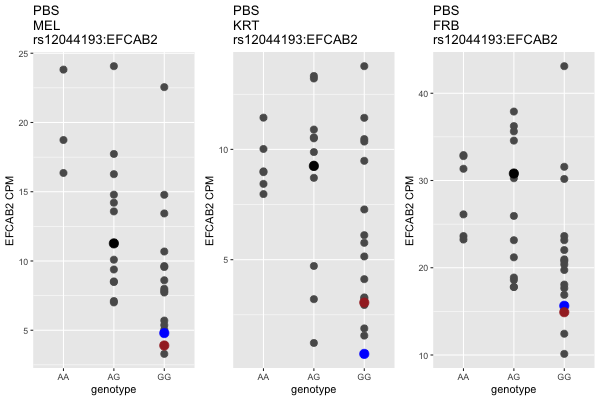 PBS
MEL
rs12044193:EFCAB2
25
20
15
10
5
EFCAB2 CPM
AA
AG
GG
genotype
PBS
KRT
rs12044193:EFCAB2
10
5
EFCAB2 CPM
AA
AG
GG
genotype
PBS
FRB
rs12044193:EFCAB2
40
30
20
10
EFCAB2 CPM
AA
AG
GG
genotype